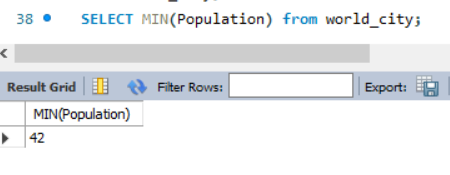 38 SELECT MIN(Population) from world_city;
Result Grid Filter Rows: Export:
MIN(Population)
42